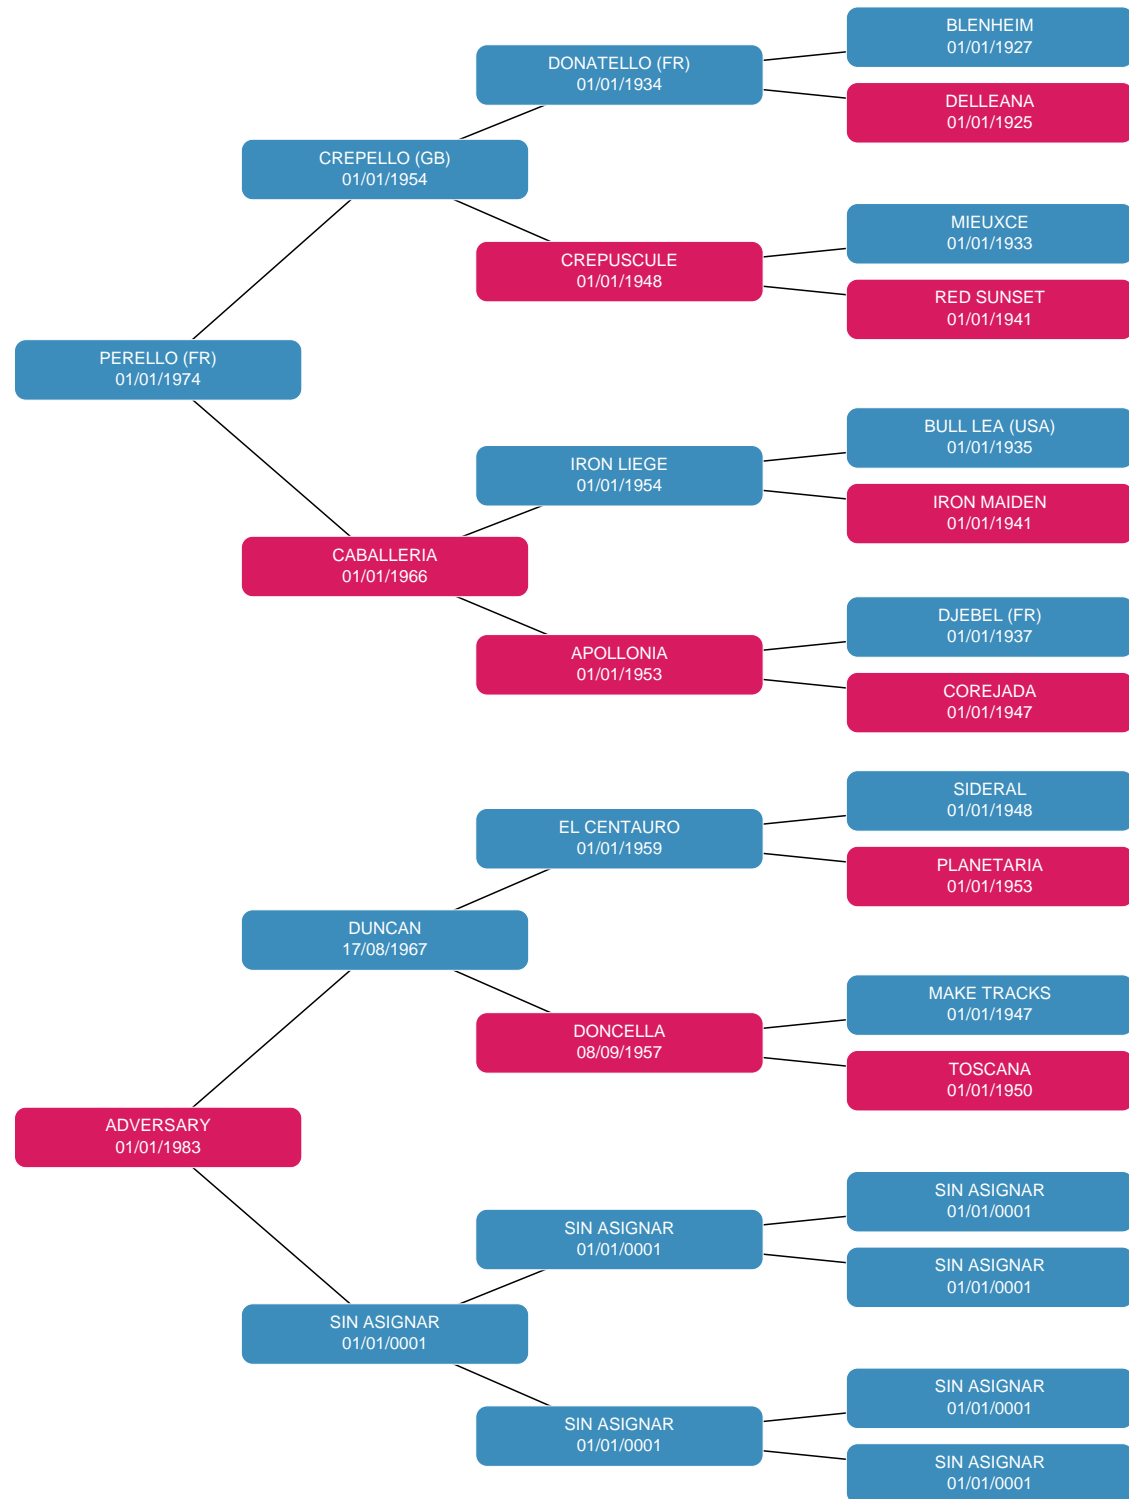 BLENHEIM
01/01/1927
DONATELLO (FR)
01/01/1934
DELLEANA
01/01/1925
CREPELLO (GB)
01/01/1954
MIEUXCE
01/01/1933
CREPUSCULE
01/01/1948
RED SUNSET
01/01/1941
PERELLO (FR)
01/01/1974
BULL LEA (USA)
01/01/1935
IRON LIEGE
01/01/1954
IRON MAIDEN
01/01/1941
CABALLERIA
01/01/1966
DJEBEL (FR)
01/01/1937
APOLLONIA
01/01/1953
COREJADA
01/01/1947
SIDERAL
01/01/1948
EL CENTAURO
01/01/1959
PLANETARIA
01/01/1953
DUNCAN
17/08/1967
MAKE TRACKS
01/01/1947
DONCELLA
08/09/1957
TOSCANA
01/01/1950
ADVERSARY
01/01/1983
SIN ASIGNAR
01/01/0001
SIN ASIGNAR
01/01/0001
SIN ASIGNAR
01/01/0001
SIN ASIGNAR
01/01/0001
SIN ASIGNAR
01/01/0001
SIN ASIGNAR
01/01/0001
SIN ASIGNAR
01/01/0001